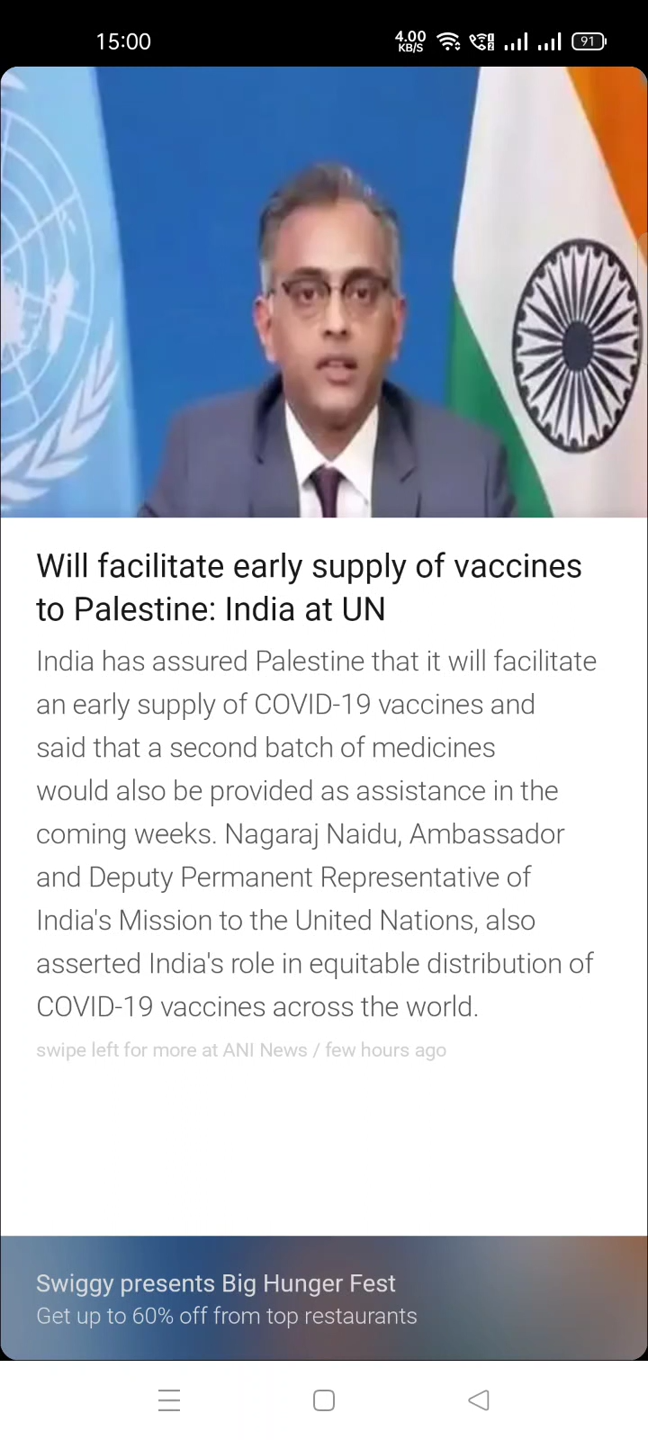 15:00
4.00
KB/S
91
Will facilitate early supply of vaccines
to Palestine: India at UN
India has assured Palestine that it will facilitate
an early supply of COVID-19 vaccines and
said that a second batch of medicines
would also be provided as assistance in the
coming weeks. Nagaraj Naidu, Ambassador
and Deputy Permanent Representative of
India's Mission to the United Nations, also
asserted India's role in equitable distribution of
COVID-19 vaccines across the world.
swipe left for more at ANI News / few hours ago
Swiggy presents Big Hunger Fest
Get up to 60% off from top restaurants